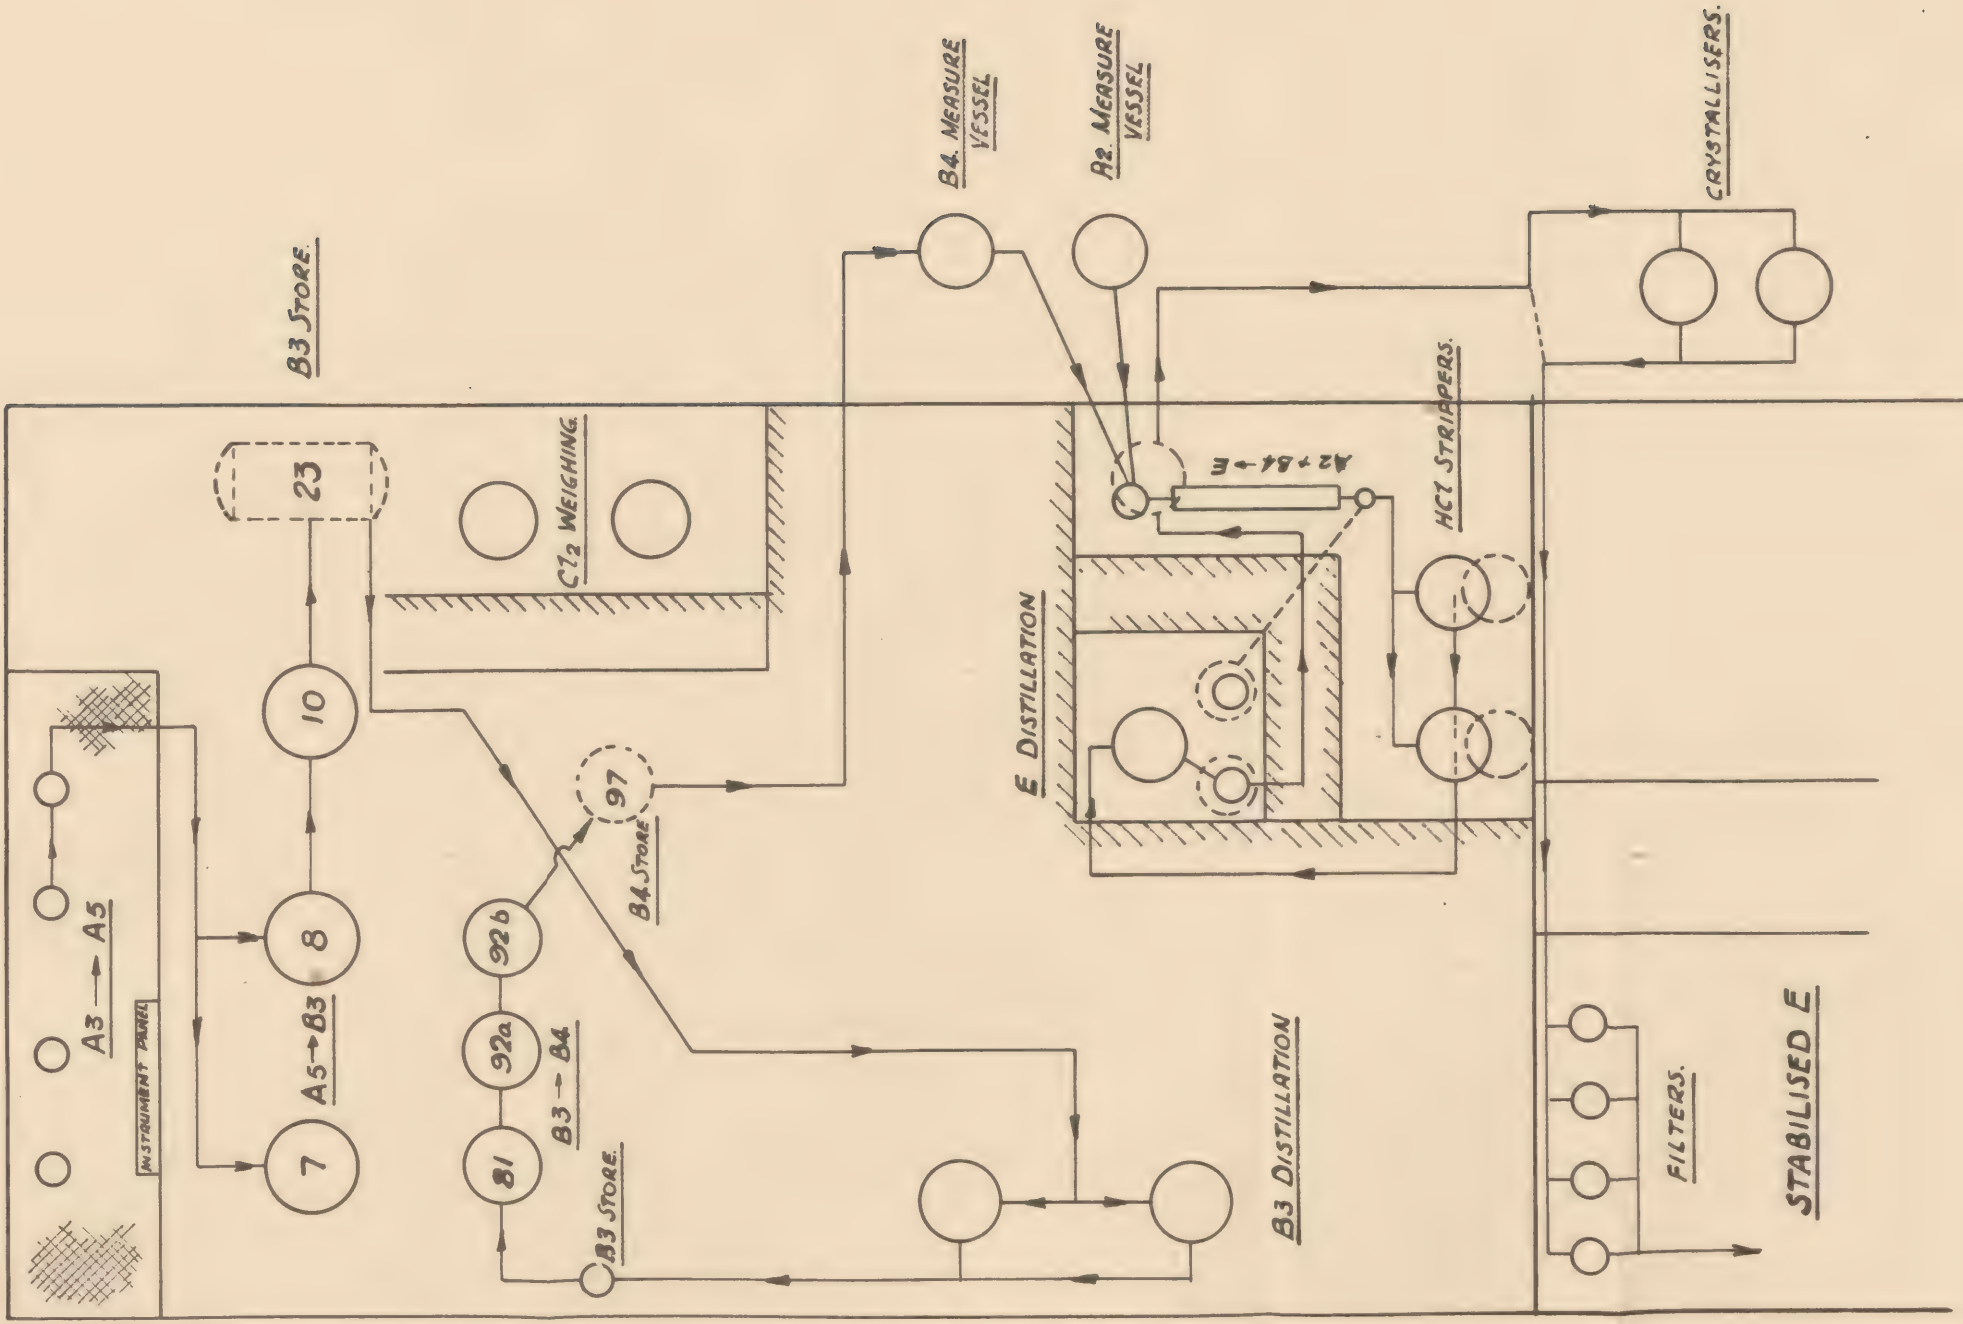 A3 → A5
INSTRUMENT PANEL
7
8
10
23
A5→B3
B3 STORE.
Cl2 WEIGHING.
81
92a
92b
97
B3 → B4
B4 STORE
B3 STORE.
B4. MEASURE
VESSEL
A2. MEASURE
VESSEL
E DISTILLATION
A2+B4→E
HCl STRIPPERS.
B3 DISTILLATION
CRYSTALLISERS.
FILTERS.
STABILISED E